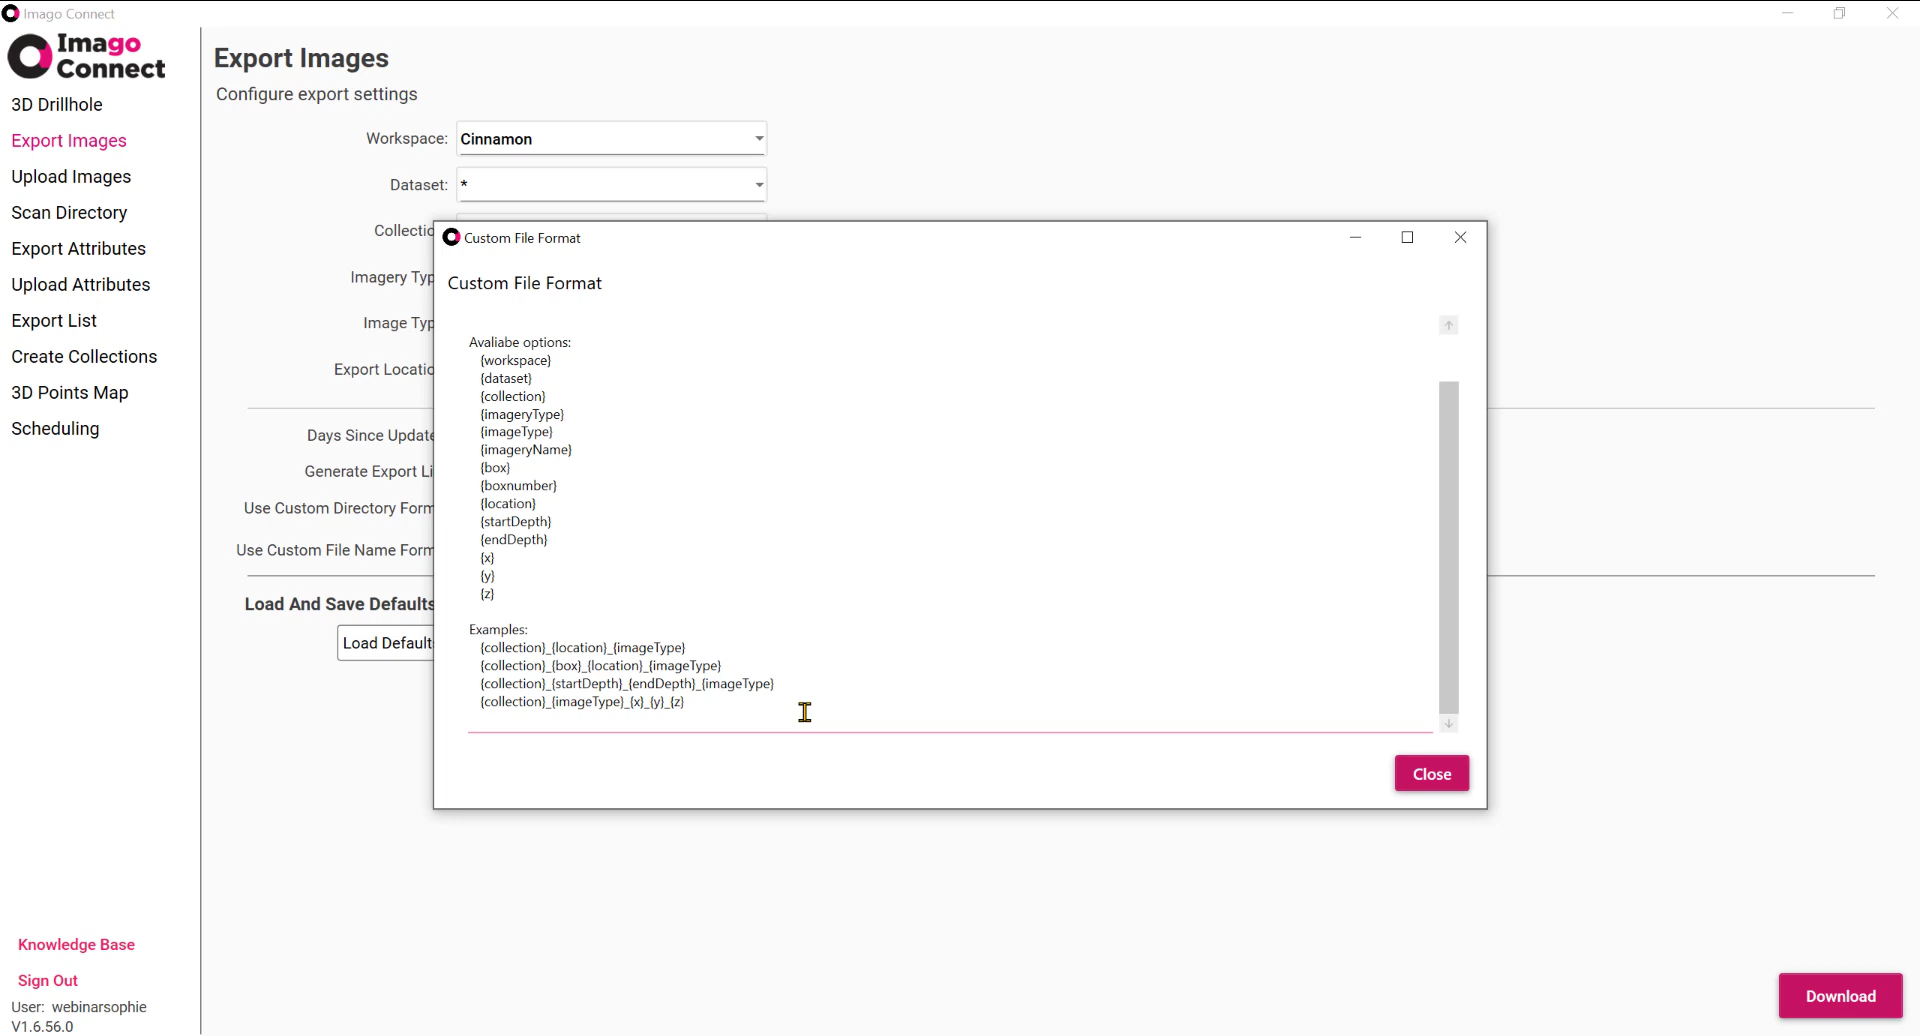 Imago Connect
Imago
Connect
3D Drillhole
Export Images
Upload Images
Scan Directory
Export Attributes
Upload Attributes
Export List
Create Collections
3D Points Map
Scheduling
Knowledge Base
Sign Out
User: webinarsophie
V1.6.56.0
Export Images
Configure export settings
Workspace: Cinnamon
Dataset: *
Collectio
Imagery Typ
Image Typ
Export Locatio
Days Since Update
Generate Export Li
Use Custom Directory Form
Use Custom File Name Form
Load And Save Defaults
Load Default
Custom File Format
Custom File Format
Avaliabe options:
{workspace}
{dataset}
{collection}
{imageryType}
{imageType}
{imageryName}
{box}
{boxnumber}
{location}
{startDepth}
{endDepth}
{x}
{y}
{z}
Examples:
{collection}_{location}_{imageType}
{collection}_{box}_{location}_{imageType}
{collection}_{startDepth}_{endDepth}_{imageType}
{collection}_{imageType}_{x}_{y}_{z}
Close
Download